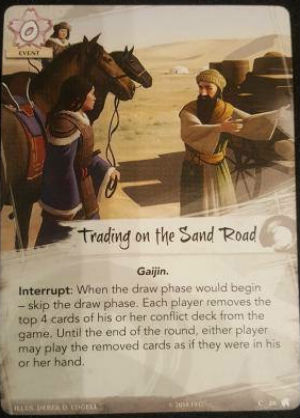 0
EVENT
Trading on the Sand Road
Gaijin.
Interrupt: When the draw phase would begin
– skip the draw phase. Each player removes the
top 4 cards of his or her conflict deck from the
game. Until the end of the round, either player
may play the removed cards as if they were in his
or her hand.
ILLUS. DEREK D. EDGELL